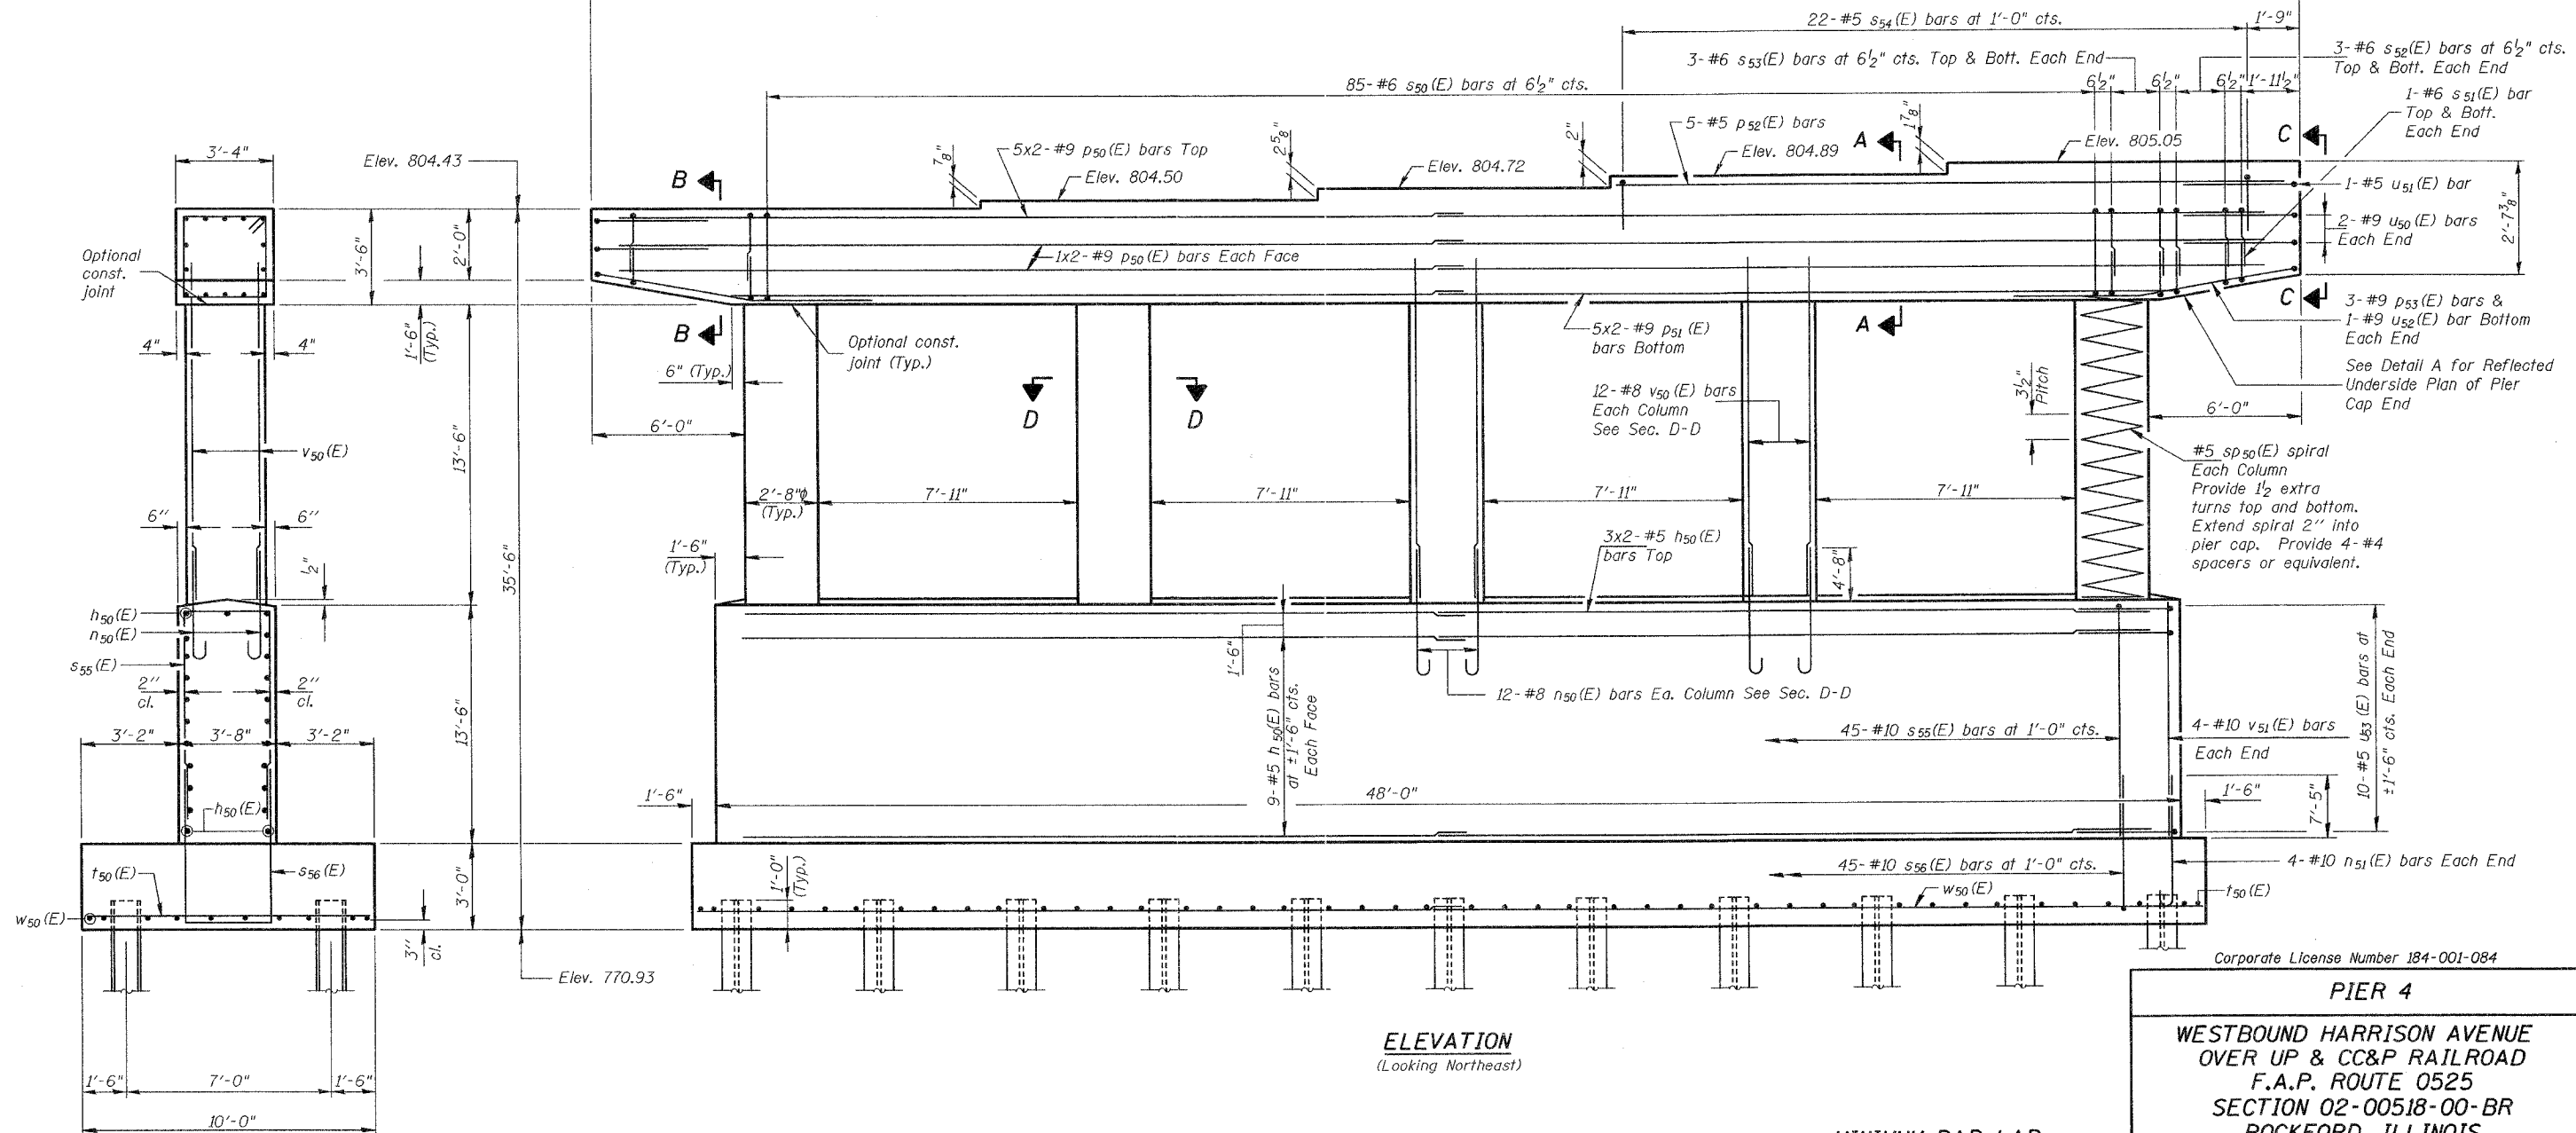 22-#5 s54(E) bars at 1'-0" cts.
1'-9"
3-#6 s53(E) bars at 6½" cts. Top & Bott. Each End
3-#6 s52(E) bars at 6½" cts.
Top & Bott. Each End
85-#6 s50(E) bars at 6½" cts.
6½"
6½"
6½"
1'-11½"
1-#6 s51(E) bar
Top & Bott.
Each End
3'-4"
Elev. 804.43
⅞"
5x2-#9 p50(E) bars Top
Elev. 804.50
2⅝"
Elev. 804.72
2"
5-#5 p52(E) bars
Elev. 804.89
A
1⅞"
Elev. 805.05
C
B
1-#5 u51(E) bar
2-#9 u50(E) bars
Each End
2'-7⅜"
Optional
const.
joint
3'-6"
2'-0"
1x2-#9 p50(E) bars Each Face
C
3-#9 p53(E) bars &
1-#9 u52(E) bar Bottom
Each End
4"
4"
1'-6"
(Typ.)
B
6" (Typ.)
Optional const.
joint (Typ.)
5x2-#9 p51(E)
bars Bottom
A
See Detail A for Reflected
Underside Plan of Pier
Cap End
D
D
12-#8 v50(E) bars
Each Column
See Sec. D-D
3½"
Pitch
6'-0"
6'-0"
v50(E)
13'-6"
#5 sp50(E) spiral
Each Column
Provide 1½ extra
turns top and bottom.
Extend spiral 2" into
pier cap. Provide 4-#4
spacers or equivalent.
2'-8"φ
(Typ.)
7'-11"
7'-11"
7'-11"
7'-11"
6"
6"
½"
1'-6"
(Typ.)
35'-6"
3x2-#5 h50(E)
bars Top
4'-8"
h50(E)
n50(E)
s55(E)
2"
cl.
2"
cl.
1'-6"
12-#8 n50(E) bars Ea. Column See Sec. D-D
9-#5 h50(E) bars
at ±1'-6" cts.
Each Face
13'-6"
3'-2"
3'-8"
3'-2"
45-#10 s55(E) bars at 1'-0" cts.
4-#10 v51(E) bars
Each End
10-#5 u53(E) bars at
±1'-6" cts. Each End
1'-6"
48'-0"
1'-6"
7'-5"
h50(E)
t50(E)
s56(E)
3'-0"
1'-0"
(Typ.)
45-#10 s56(E) bars at 1'-0" cts.
4-#10 n51(E) bars Each End
w50(E)
t50(E)
w50(E)
3"
cl.
Elev. 770.93
Corporate License Number 184-001-084
PIER 4
WESTBOUND HARRISON AVENUE
OVER UP & CC&P RAILROAD
F.A.P. ROUTE 0525
SECTION 02-00518-00-BR
ROCKFORD, ILLINOIS
ELEVATION
(Looking Northeast)
1'-6"
7'-0"
1'-6"
10'-0"
MINIMUM BAR LAP